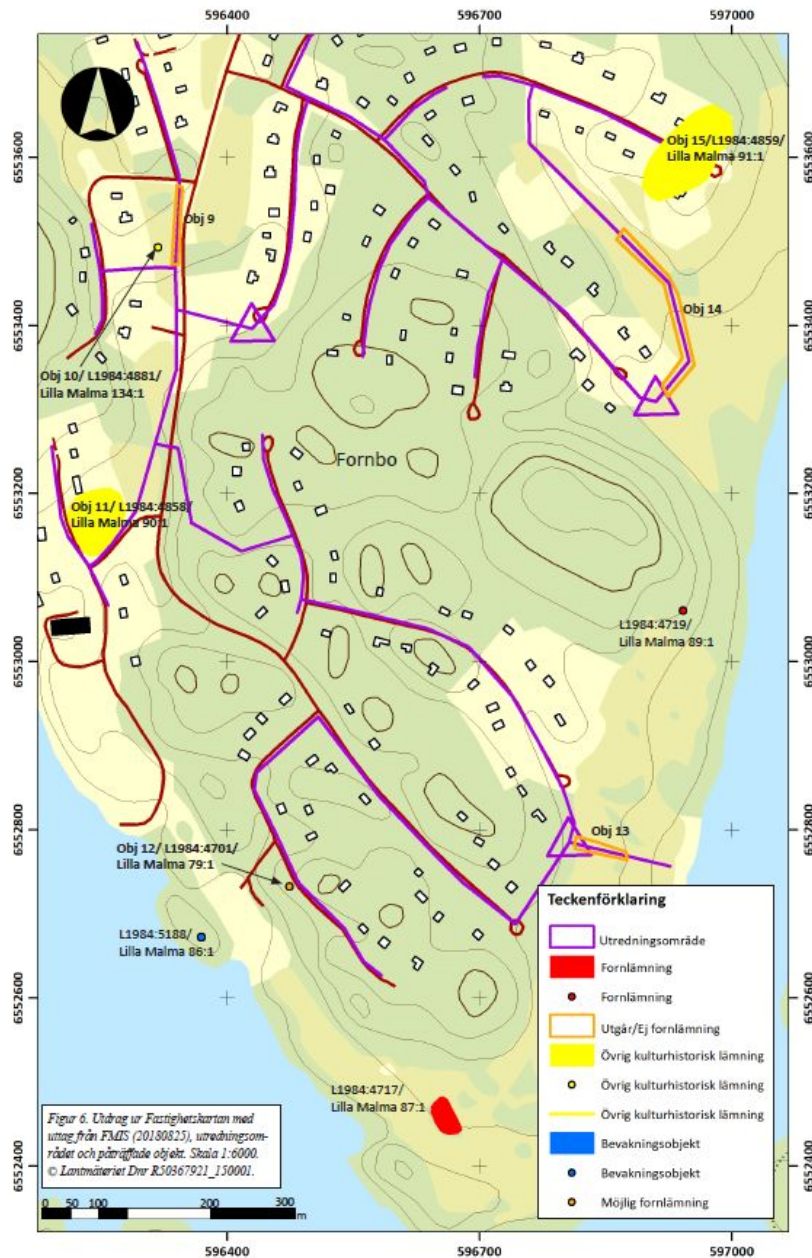 596400
596700
597000
6553600
6553600
Obj 15/L1984:4859/
Lilla Malma 91:1
Obj 9
6553400
6553400
Obj 14
Obj 10/ L1984:4881/
Lilla Malma 134:1
Fornbo
6553200
6553200
Obj 11/ L1984:4858/
Lilla Malma 90:1
L1984:4719/
Lilla Malma 89:1
6553000
6553000
6552800
6552800
Obj 13
Obj 12/ L1984:4701/
Lilla Malma 79:1
L1984:5188/
Lilla Malma 86:1
Teckenförklaring
Utredningsområde
Fornlämning
Fornlämning
Utgår/Ej fornlämning
Övrig kulturhistorisk lämning
Övrig kulturhistorisk lämning
Övrig kulturhistorisk lämning
Bevakningsobjekt
Bevakningsobjekt
Möjlig fornlämning
6552600
6552600
L1984:4717/
Lilla Malma 87:1
Figur 6. Utdrag ur Fastighetskartan med
uttag från FMIS (20180825), utredningsom-
rådet och påträffade objekt. Skala 1:6000.
© Lantmäteriet Dnr R50367921_150001.
6552400
6552400
0 50 100 200 300
m
596400
596700
597000